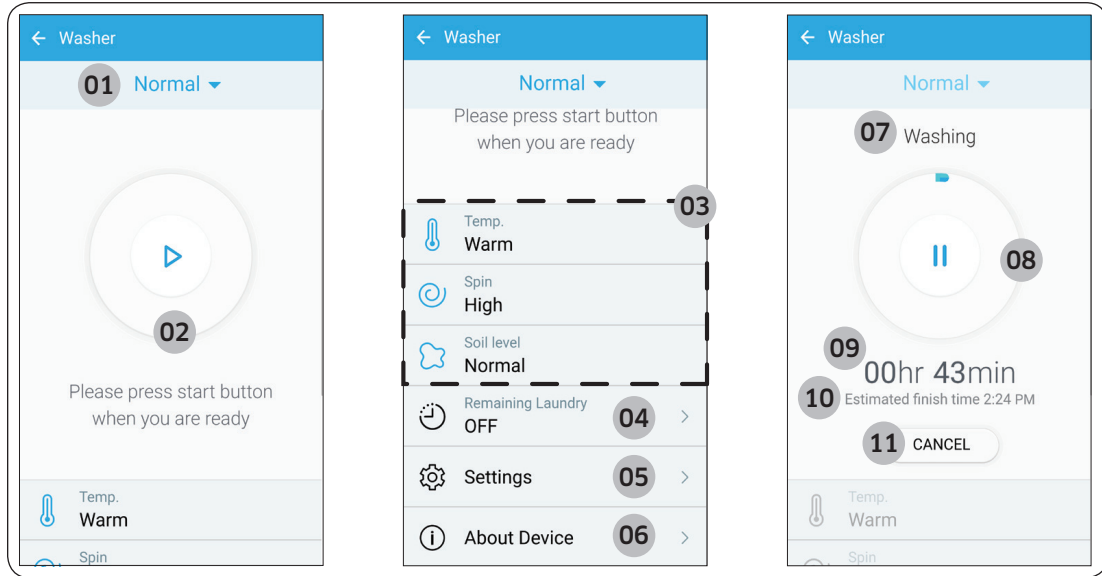 Washer
01 Normal
02
Please press start button
when you are ready
Temp.
Warm
Spin
Washer
Normal
Please press start button
when you are ready
03
Temp.
Warm
Spin
High
Soil level
Normal
Remaining Laundry
OFF 04
Settings 05
About Device 06
Washer
Normal
07 Washing
08
09
00hr 43min
10 Estimated finish time 2:24 PM
11 CANCEL
Temp.
Warm
Spin